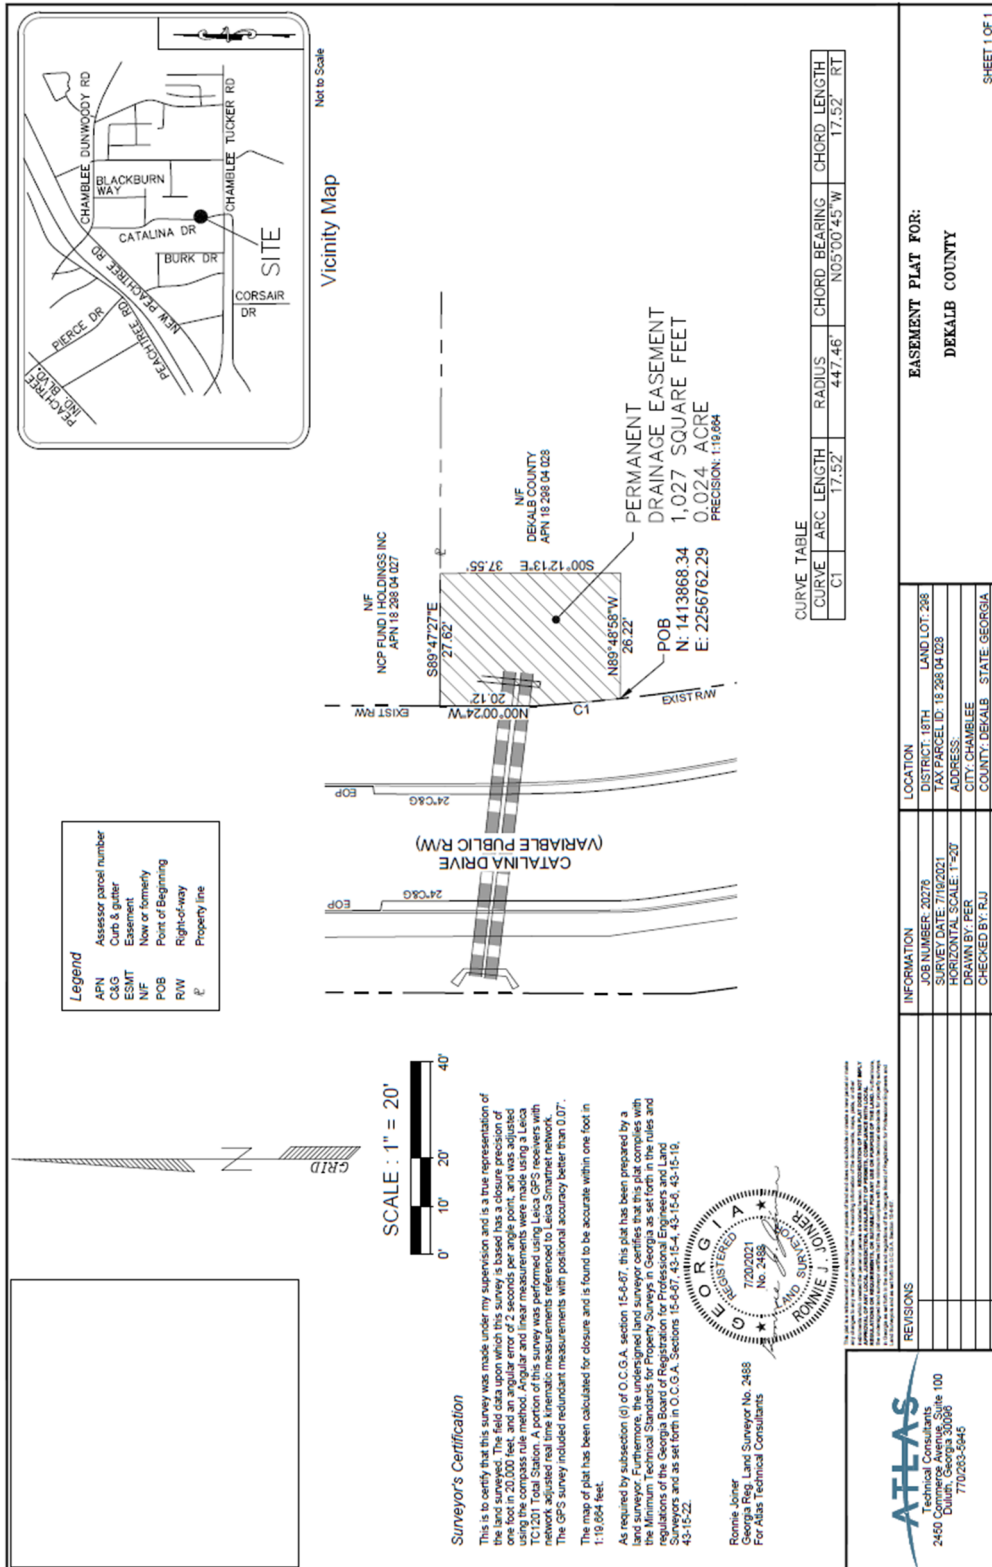 CHAMBLEE DUNWOODY RD
BLACKBURN
WAY
CATALINA DR
BURK DR
CHAMBLEE TUCKER RD
SITE
CORSAIR
DR
PIERCE DR
PEACHTREE RD
NEW PEACHTREE RD
PEACHTREE
IND. BLVD.
Not to Scale
Vicinity Map
Legend
APN Assessor parcel number
C&G Curb & gutter
ESMT Easement
N/F Now or formerly
POB Point of Beginning
R/W Right-of-way
Property line
N
GRID
SCALE : 1" = 20'
0' 10' 20' 40'
N/F
NCP FUND I HOLDINGS INC
APN 18 298 04 027
S89°47'27"E
27.62'
N/F
DEKALB COUNTY
APN 18 298 04 028
S00°12'13"E 37.55'
N89°48'58"W
26.22'
N00°00'24"W 20.12'
C1
EXIST R/W
EXIST R/W
EOP
24"C&G
CATALINA DRIVE
(VARIABLE PUBLIC R/W)
24"C&G
EOP
POB
N: 1413868.34
E: 2256762.29
PERMANENT
DRAINAGE EASEMENT
1,027 SQUARE FEET
0.024 ACRE
PRECISION: 1:19,664
CURVE TABLE
CURVE ARC LENGTH RADIUS CHORD BEARING CHORD LENGTH
C1 17.52' 447.46' N05°00'45"W 17.52' RT
Surveyor's Certification
This is to certify that this survey was made under my supervision and is a true representation of
the land surveyed. The field data upon which this survey is based has a closure precision of
one foot in 20,000 feet, and an angular error of 2 seconds per angle point, and was adjusted
using the compass rule method. Angular and linear measurements were made using a Leica
TC1201 Total Station. A portion of this survey was performed using Leica GPS receivers with
network adjusted real time kinematic measurements referenced to Leica Smartnet network.
The GPS survey included redundant measurements with positional accuracy better than 0.07'.
The map of plat has been calculated for closure and is found to be accurate within one foot in
1:19,664 feet.
As required by subsection (d) of O.C.G.A. section 15-6-67, this plat has been prepared by a
land surveyor. Furthermore, the undersigned land surveyor certifies that this plat complies with
the Minimum Technical Standards for Property Surveys in Georgia as set forth in the rules and
regulations of the Georgia Board of Registration for Professional Engineers and Land
Surveyors and as set forth in O.C.G.A. Sections 15-6-67, 43-15-4, 43-15-6, 43-15-19,
43-15-22.
Ronnie Joiner
Georgia Reg. Land Surveyor No. 2488
For Atlas Technical Consultants
GEORGIA
REGISTERED
7/20/2021
No. 2488
LAND SURVEYOR
RONNIE J. JOINER
ATLAS
Technical Consultants
2450 Commerce Avenue, Suite 100
Duluth, Georgia 30096
770/263-5945
REVISIONS
INFORMATION
JOB NUMBER: 20276
SURVEY DATE: 7/19/2021
HORIZONTAL SCALE: 1"=20'
DRAWN BY: PER
CHECKED BY: RJJ
LOCATION
DISTRICT: 18TH LAND LOT: 298
TAX PARCEL ID: 18 298 04 028
ADDRESS:
CITY: CHAMBLEE
COUNTY: DEKALB STATE: GEORGIA
EASEMENT PLAT FOR:
DEKALB COUNTY
SHEET 1 OF 1